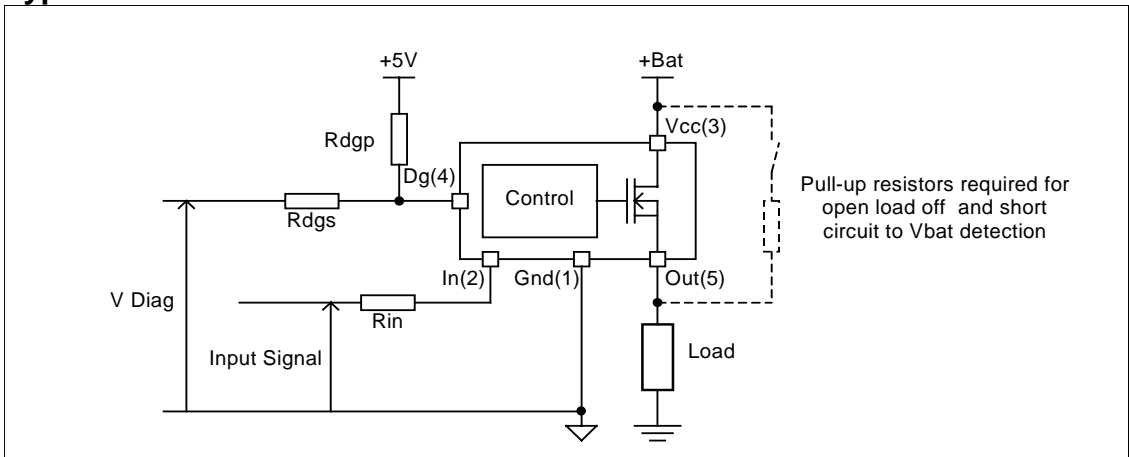 +5V
+Bat
Rdgp
Vcc(3)
Dg(4)
Control
Pull-up resistors required for
open load off and short
circuit to Vbat detection
Rdgs
In(2)
Gnd(1)
Out(5)
V Diag
Rin
Input Signal
Load